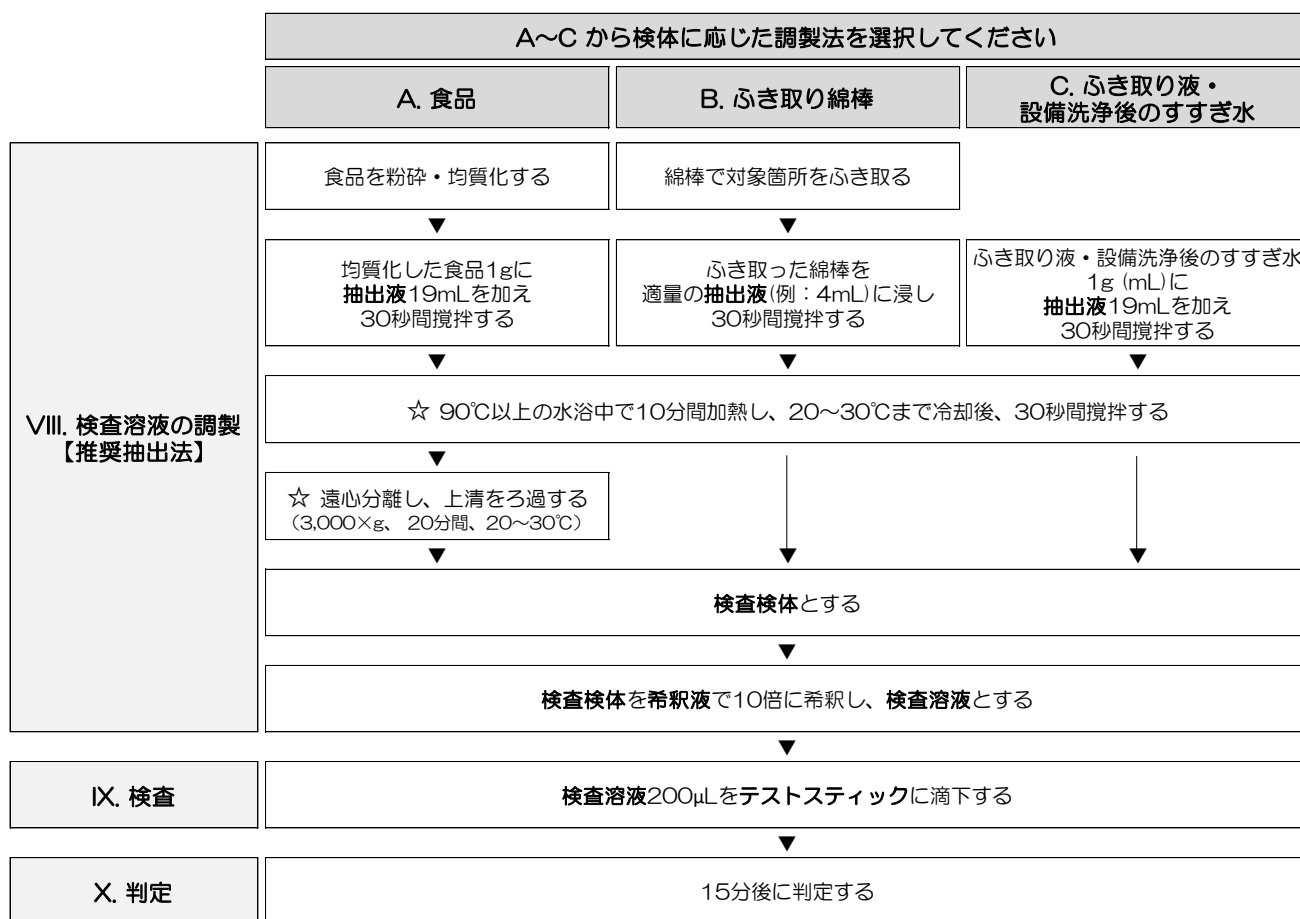 A~C から検体に応じた調製法を選択してください
A. 食品
B. ふき取り綿棒
C. ふき取り液・
設備洗浄後のすすぎ水
食品を粉砕・均質化する
綿棒で対象箇所をふき取る
▼
▼
均質化した食品1gに
抽出液19mLを加え
30秒間撹拌する
ふき取った綿棒を
適量の抽出液(例：4mL)に浸し
30秒間撹拌する
ふき取り液・設備洗浄後のすすぎ水
1g (mL)に
抽出液19mLを加え
30秒間撹拌する
▼
▼
▼
VIII. 検査溶液の調製
【推奨抽出法】
☆ 90℃以上の水浴中で10分間加熱し、20~30℃まで冷却後、30秒間撹拌する
▼
☆ 遠心分離し、上清をろ過する
（3,000×g、 20分間、20~30℃）
▼
▼
▼
検査検体とする
▼
検査検体を希釈液で10倍に希釈し、検査溶液とする
▼
IX. 検査
検査溶液200μLをテストスティックに滴下する
▼
X. 判定
15分後に判定する